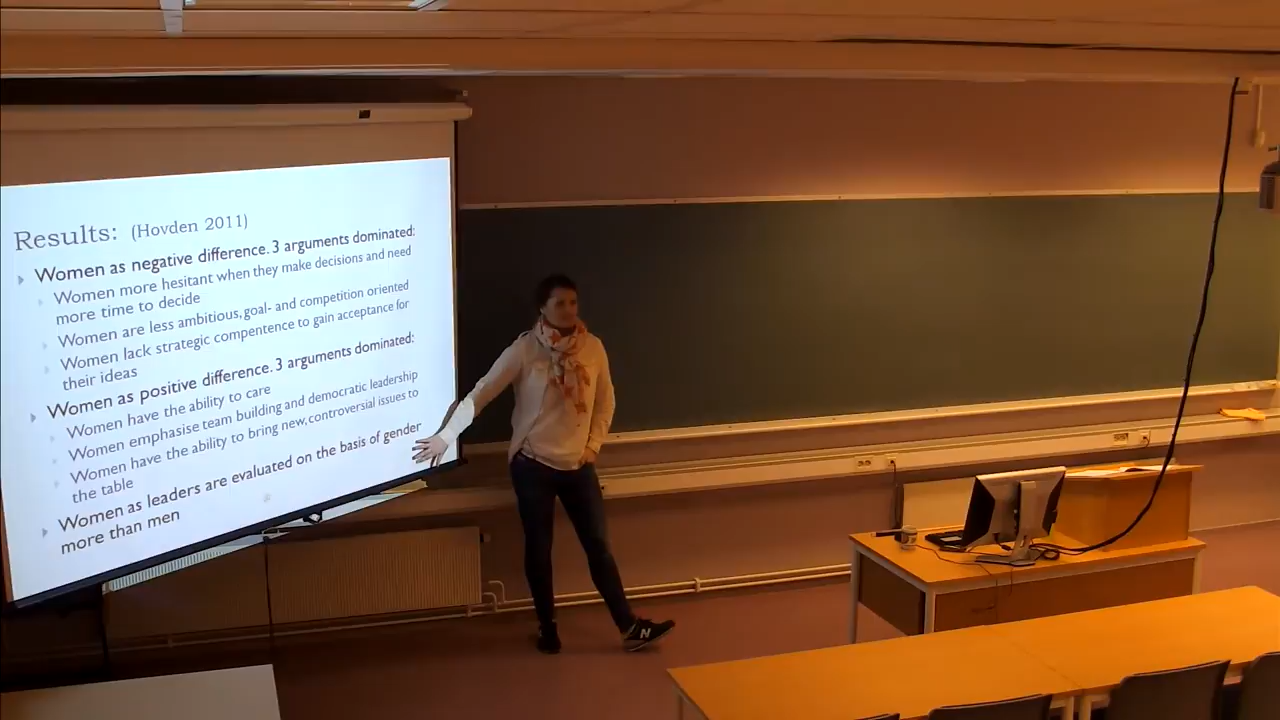 Results: (Hovden 2011)
Women as negative difference. 3 arguments dominated:
Women more hesitant when they make decisions and need
more time to decide
Women are less ambitious, goal- and competition oriented
Women lack strategic compentence to gain acceptance for
their ideas
Women as positive difference. 3 arguments dominated:
Women have the ability to care
Women emphasise team building and democratic leadership
Women have the ability to bring new, controversial issues to
the table
Women as leaders are evaluated on the basis of gender
more than men
N